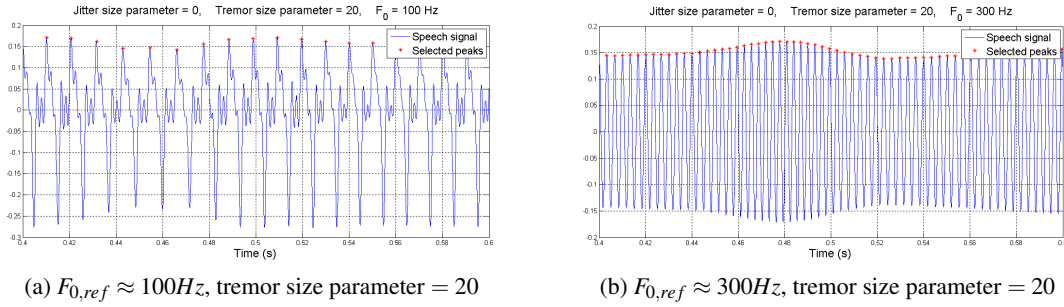 Jitter size parameter = 0, Tremor size parameter = 20, F0 = 100 Hz
0.2
0.15
0.1
0.05
0
-0.05
-0.1
-0.15
-0.2
-0.25
-0.3
0.4 0.42 0.44 0.46 0.48 0.5 0.52 0.54 0.56 0.58 0.6
Time (s)
Speech signal
Selected peaks
(a) F0,ref ≈ 100Hz, tremor size parameter = 20
Jitter size parameter = 0, Tremor size parameter = 20, F0 = 300 Hz
0.2
0.15
0.1
0.05
0
-0.05
-0.1
-0.15
-0.2
0.4 0.42 0.44 0.46 0.48 0.5 0.52 0.54 0.56 0.58 0.6
Time (s)
Speech signal
Selected peaks
(b) F0,ref ≈ 300Hz, tremor size parameter = 20